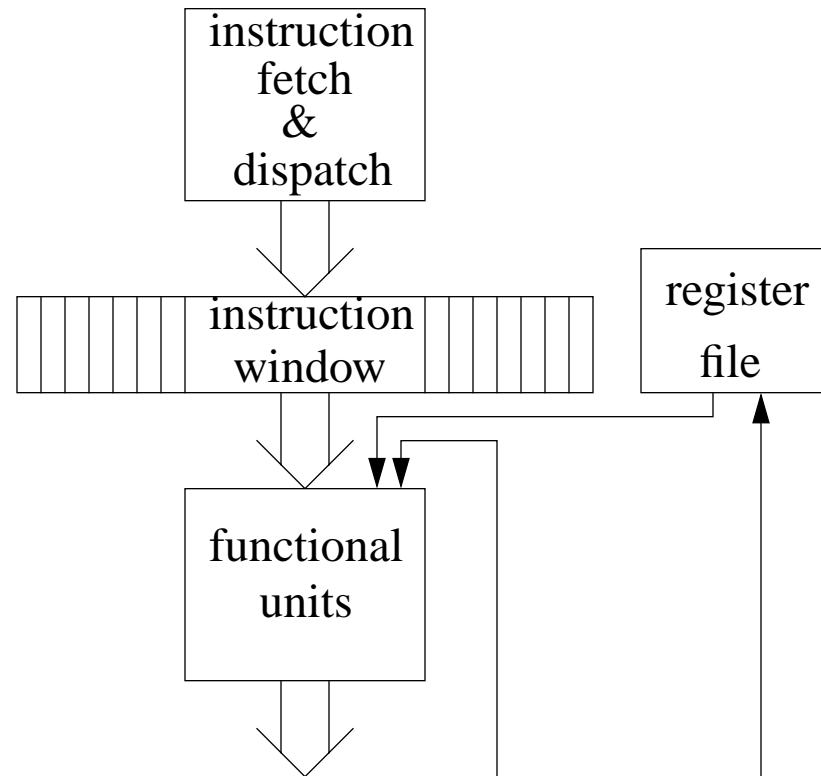 instruction
fetch
&
dispatch
instruction
window
register
file
functional
units